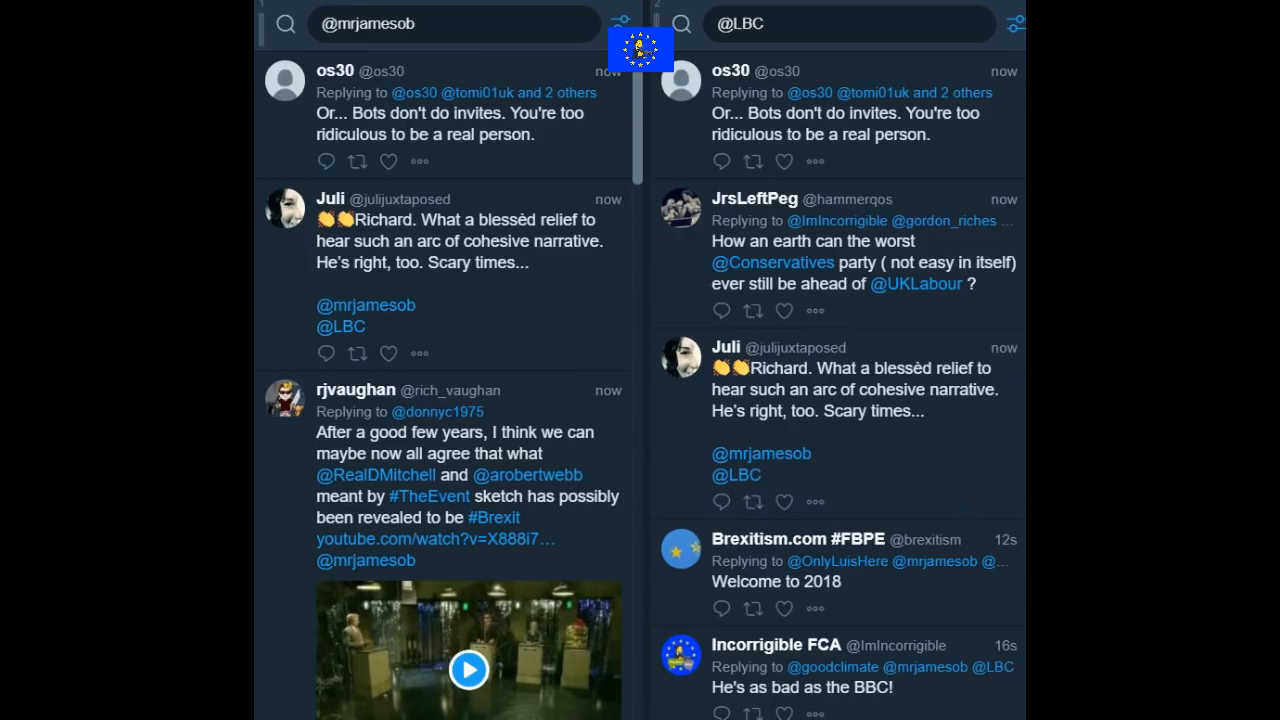 1
@mrjamesob
os30 @os30 now
Replying to @os30 @tomi01uk and 2 others
Or... Bots don't do invites. You're too
ridiculous to be a real person.
Juli @julijuxtaposed now
👏👏Richard. What a blessèd relief to
hear such an arc of cohesive narrative.
He's right, too. Scary times...
@mrjamesob
@LBC
rjvaughan @rich_vaughan now
Replying to @donnyc1975
After a good few years, I think we can
maybe now all agree that what
@RealDMitchell and @arobertwebb
meant by #TheEvent sketch has possibly
been revealed to be #Brexit
youtube.com/watch?v=X888i7…
@mrjamesob
2
@LBC
os30 @os30 now
Replying to @os30 @tomi01uk and 2 others
Or... Bots don't do invites. You're too
ridiculous to be a real person.
JrsLeftPeg @hammerqos now
Replying to @ImIncorrigible @gordon_riches ...
How an earth can the worst
@Conservatives party ( not easy in itself)
ever still be ahead of @UKLabour ?
Juli @julijuxtaposed now
👏👏Richard. What a blessèd relief to
hear such an arc of cohesive narrative.
He's right, too. Scary times...
@mrjamesob
@LBC
Brexitism.com #FBPE @brexitism 12s
Replying to @OnlyLuisHere @mrjamesob @...
Welcome to 2018
Incorrigible FCA @ImIncorrigible 16s
Replying to @goodclimate @mrjamesob @LBC
He's as bad as the BBC!